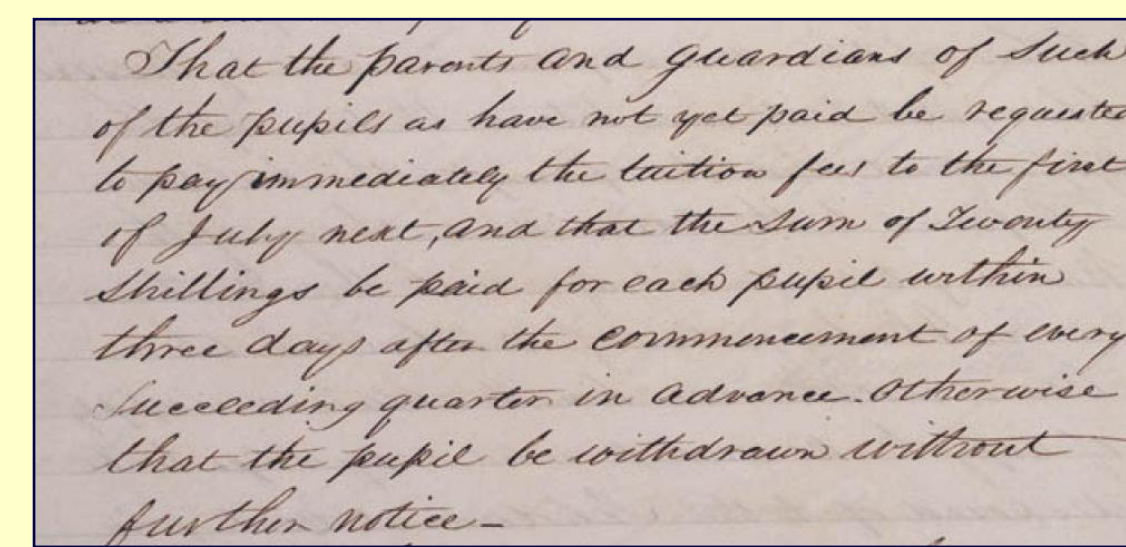 That the parents and guardians of such
of the pupils as have not yet paid be requested
to pay immediately the tuition fees to the first
of July next, and that the Sum of Twenty
Shillings be paid for each pupil within
three days after the commencement of every
Succeeding quarter in advance. Otherwise
that the pupil be withdrawn without
further notice –